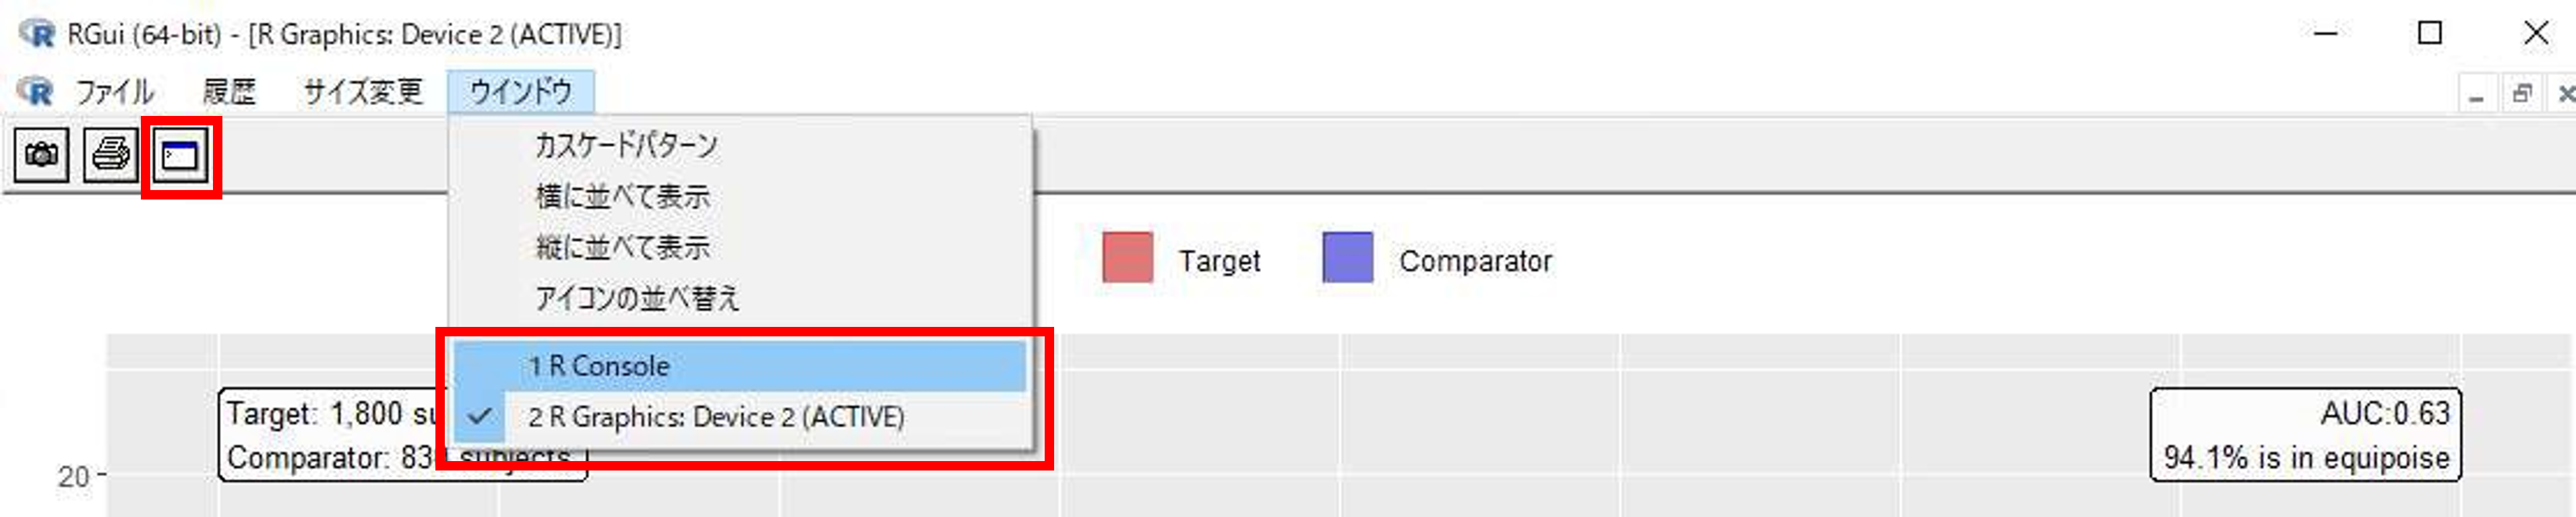 RGui (64-bit) - [R Graphics: Device 2 (ACTIVE)]
ファイル 履歴 サイズ変更 ウインドウ
カスケードパターン
横に並べて表示
縦に並べて表示
アイコンの並べ替え
1 R Console
2 R Graphics: Device 2 (ACTIVE)
Target Comparator
Target: 1,800
Comparator: subjects
AUC:0.63
94.1% is in equipoise
20